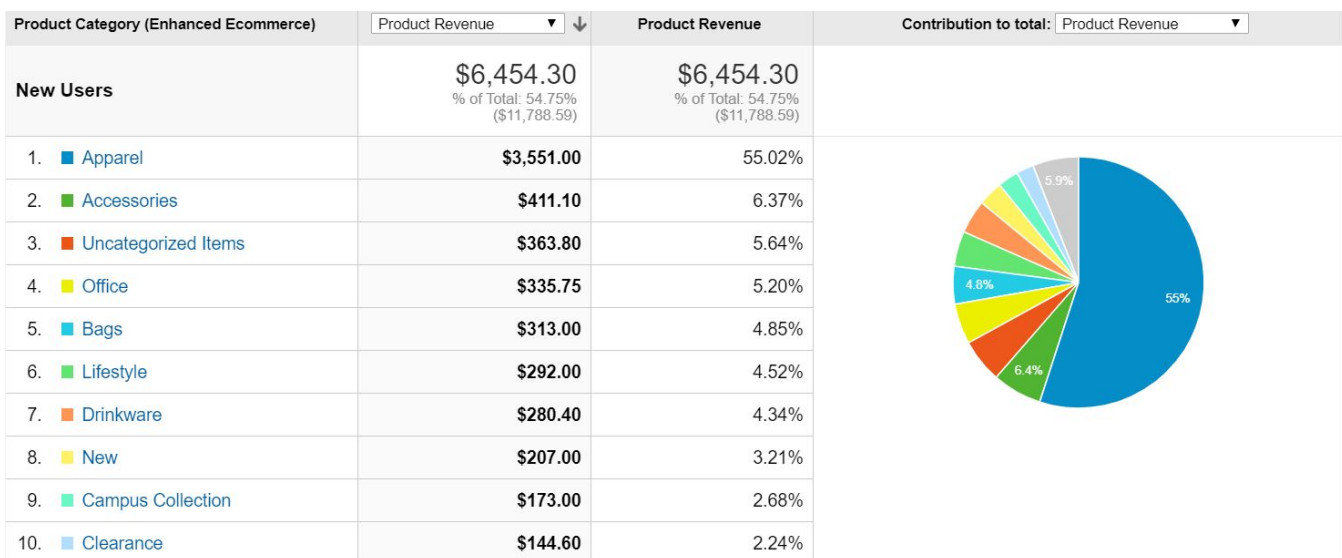 Product Category (Enhanced Ecommerce) Product Revenue Product Revenue Contribution to total: Product Revenue
New Users $6,454.30 $6,454.30
% of Total: 54.75% % of Total: 54.75%
($11,788.59) ($11,788.59)
1. Apparel $3,551.00 55.02%
2. Accessories $411.10 6.37%
3. Uncategorized Items $363.80 5.64%
4. Office $335.75 5.20%
5. Bags $313.00 4.85%
6. Lifestyle $292.00 4.52%
7. Drinkware $280.40 4.34%
8. New $207.00 3.21%
9. Campus Collection $173.00 2.68%
10. Clearance $144.60 2.24%
5.9%
4.8%
55%
6.4%